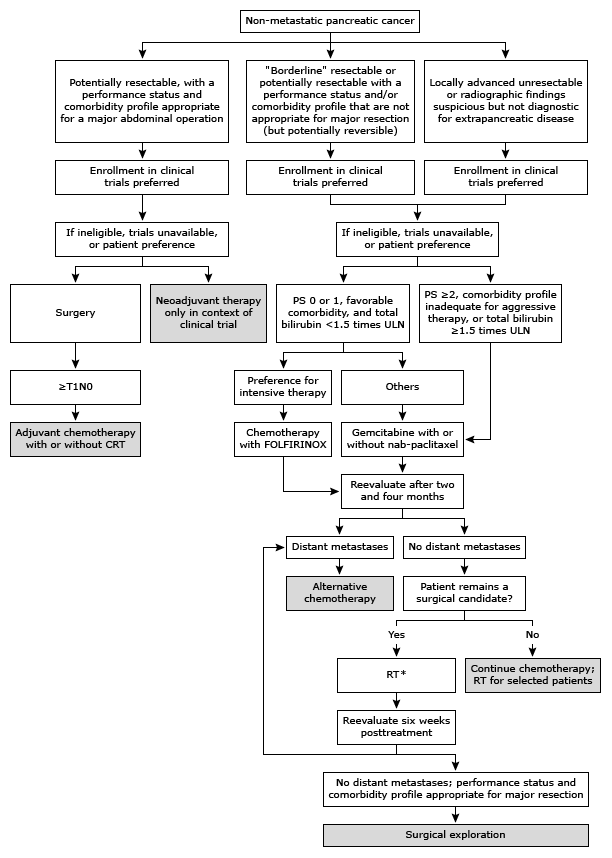 Non-metastatic pancreatic cancer
Potentially resectable, with a
performance status and
comorbidity profile appropriate
for a major abdominal operation
"Borderline" resectable or
potentially resectable with a
performance status and/or
comorbidity profile that are not
appropriate for major resection
(but potentially reversible)
Locally advanced unresectable
or radiographic findings
suspicious but not diagnostic
for extrapancreatic disease
Enrollment in clinical
trials preferred
Enrollment in clinical
trials preferred
Enrollment in clinical
trials preferred
If ineligible, trials unavailable,
or patient preference
If ineligible, trials unavailable,
or patient preference
Surgery
Neoadjuvant therapy
only in context of
clinical trial
PS 0 or 1, favorable
comorbidity, and total
bilirubin <1.5 times ULN
PS ≥2, comorbidity profile
inadequate for aggressive
therapy, or total bilirubin
≥1.5 times ULN
≥T1N0
Preference for
intensive therapy
Others
Adjuvant chemotherapy
with or without CRT
Chemotherapy
with FOLFIRINOX
Gemcitabine with or
without nab-paclitaxel
Reevaluate after two
and four months
Distant metastases
No distant metastases
Alternative
chemotherapy
Patient remains a
surgical candidate?
Yes
No
RT*
Continue chemotherapy;
RT for selected patients
Reevaluate six weeks
posttreatment
No distant metastases; performance status and
comorbidity profile appropriate for major resection
Surgical exploration